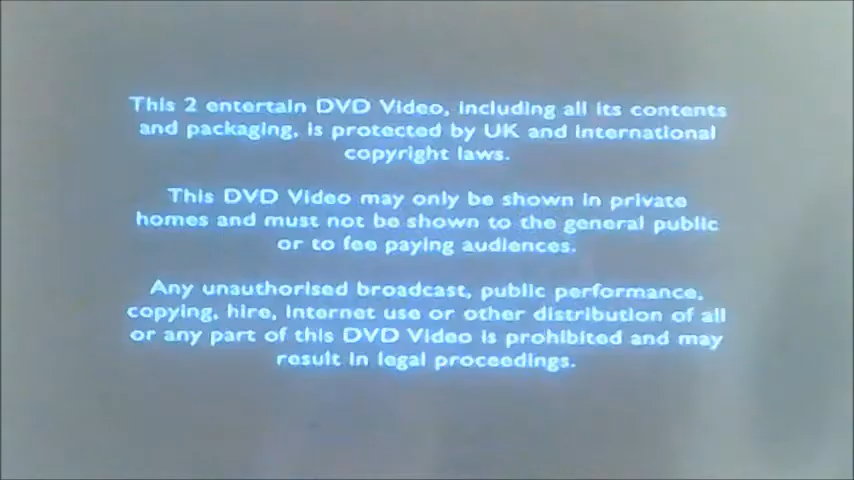 This 2 entertain DVD Video, including all its contents
and packaging, is protected by UK and international
copyright laws.
This DVD Video may only be shown in private
homes and must not be shown to the general public
or to fee paying audiences.
Any unauthorised broadcast, public performance,
copying, hire, internet use or other distribution of all
or any part of this DVD Video is prohibited and may
result in legal proceedings.